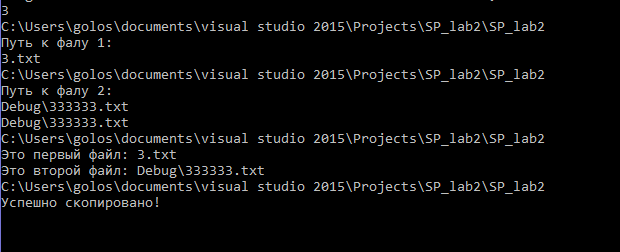 3
C:\Users\golos\documents\visual studio 2015\Projects\SP_lab2\SP_lab2
Путь к фалу 1:
3.txt
C:\Users\golos\documents\visual studio 2015\Projects\SP_lab2\SP_lab2
Путь к фалу 2:
Debug\333333.txt
Debug\333333.txt
C:\Users\golos\documents\visual studio 2015\Projects\SP_lab2\SP_lab2
Это первый файл: 3.txt
Это второй файл: Debug\333333.txt
C:\Users\golos\documents\visual studio 2015\Projects\SP_lab2\SP_lab2
Успешно скопировано!